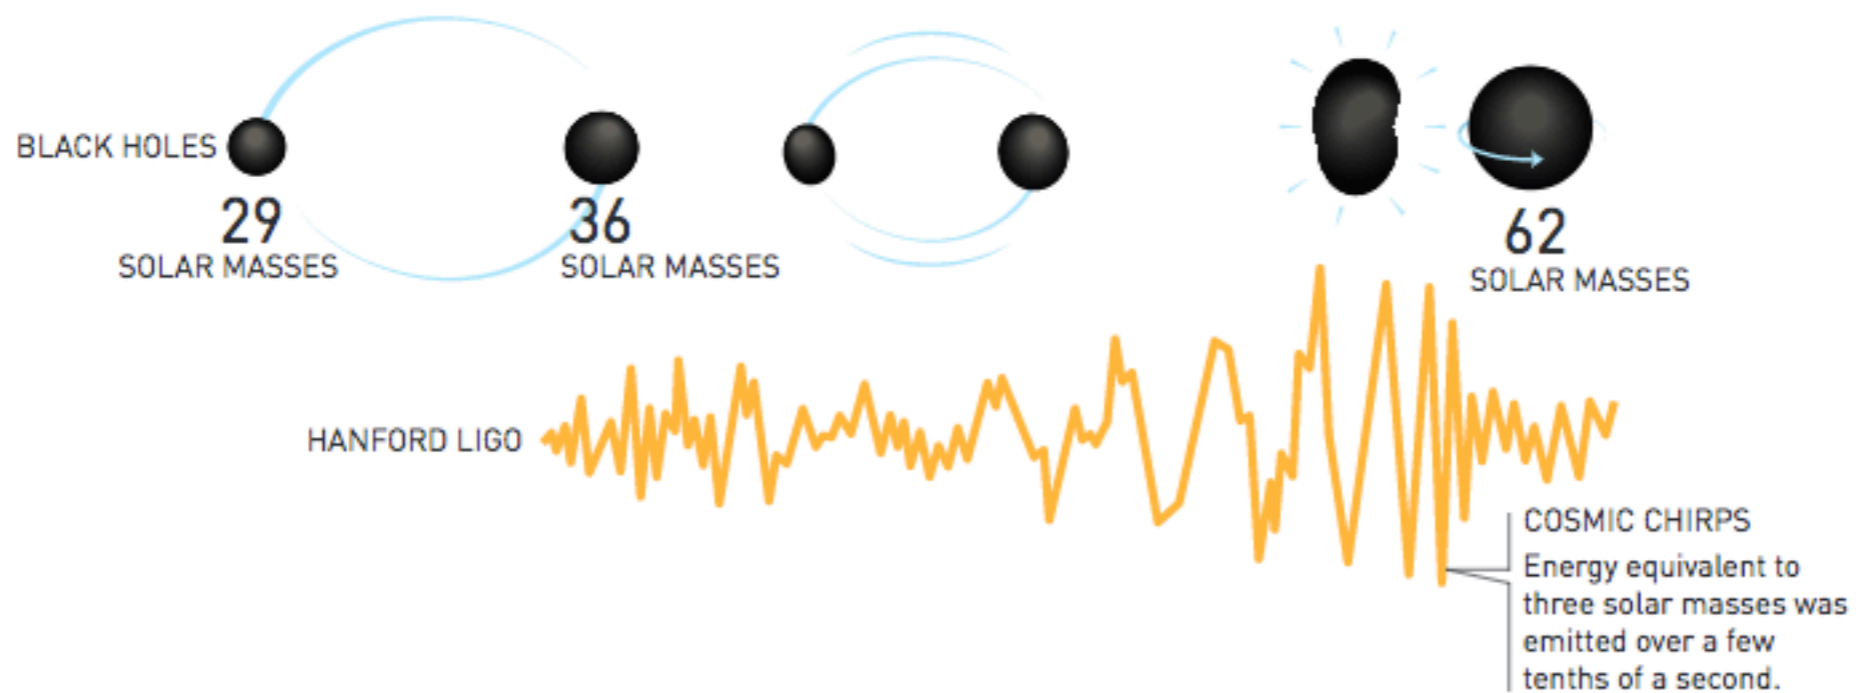 BLACK HOLES
29
SOLAR MASSES
36
SOLAR MASSES
62
SOLAR MASSES
HANFORD LIGO
COSMIC CHIRPS
Energy equivalent to
three solar masses was
emitted over a few
tenths of a second.